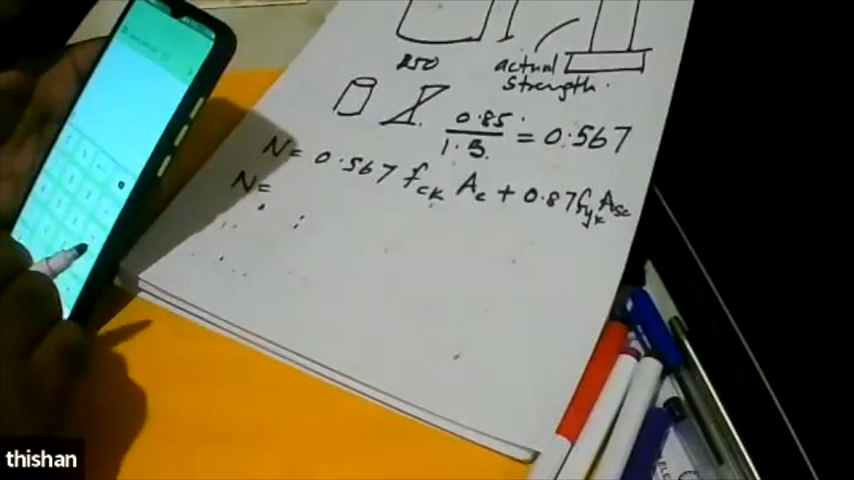 250
actual
strength.
0.85 / 1.5 = 0.567
N = 0.567 fck Ac + 0.87 fyk Asc
N =
thishan